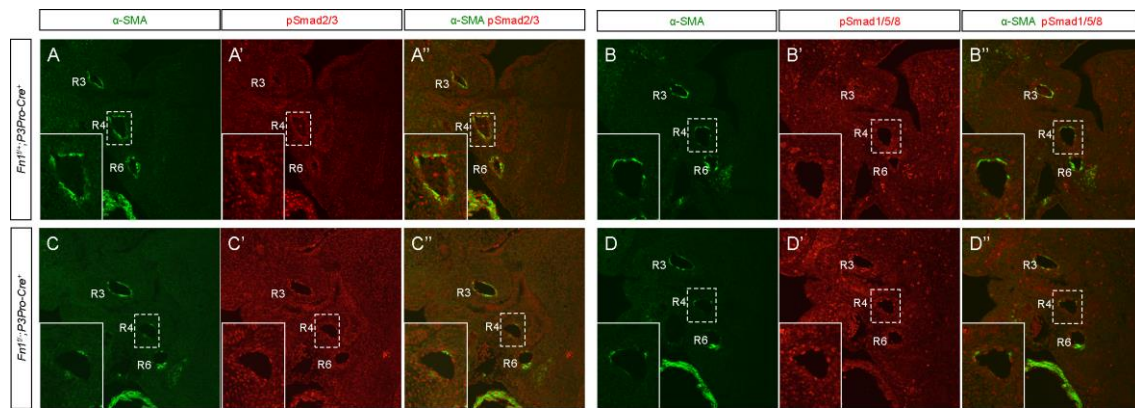 α-SMA pSmad2/3 α-SMA pSmad2/3 α-SMA pSmad1/5/8 α-SMA pSmad1/5/8
Fn1f/+;P3Pro-Cre+
A A' A'' B B' B''
R3 R3 R3 R3 R3 R3
R4 R4 R4 R4 R4 R4
R6 R6 R6 R6 R6 R6
Fn1f/-;P3Pro-Cre+
C C' C'' D D' D''
R3 R3 R3 R3 R3 R3
R4 R4 R4 R4 R4 R4
R6 R6 R6 R6 R6 R6